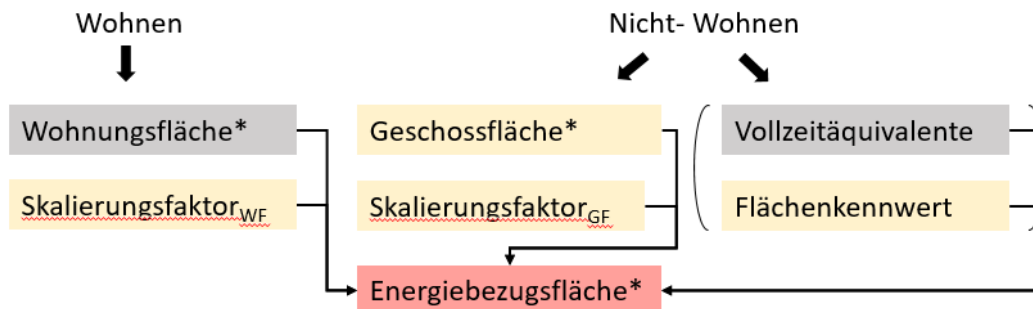 Wohnen
Nicht- Wohnen
Wohnungsfläche*
Geschossfläche*
Vollzeitäquivalente
Skalierungsfaktor_WF
Skalierungsfaktor_GF
Flächenkennwert
Energiebezugsfläche*